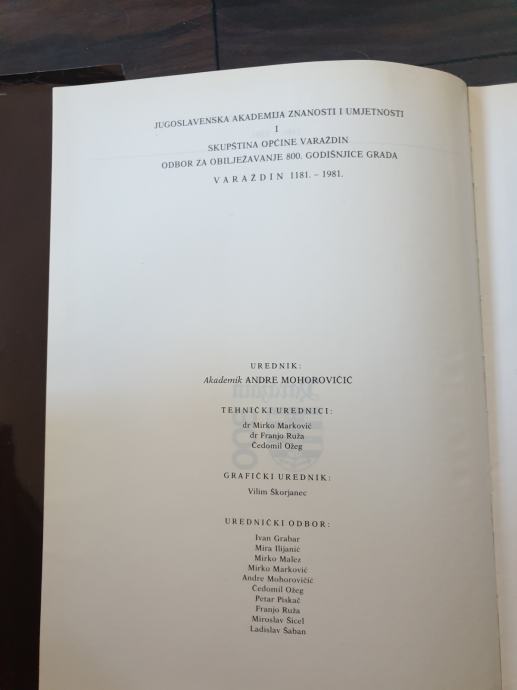 JUGOSLAVENSKA AKADEMIJA ZNANOSTI I UMJETNOSTI
I
SKUPŠTINA OPĆINE VARAŽDIN
ODBOR ZA OBILJEŽAVANJE 800. GODIŠNJICE GRADA
VARAŽDIN 1181. – 1981.
UREDNIK:
Akademik ANDRE MOHOROVIČIĆ
TEHNIČKI UREDNICI:
dr Mirko Marković
dr Franjo Ruža
Čedomil Ožeg
GRAFIČKI UREDNIK:
Vilim Škorjanec
UREDNIČKI ODBOR:
Ivan Grabar
Mira Ilijanić
Mirko Malez
Mirko Marković
Andre Mohorovičić
Čedomil Ožeg
Petar Piskač
Franjo Ruža
Miroslav Šicel
Ladislav Šaban